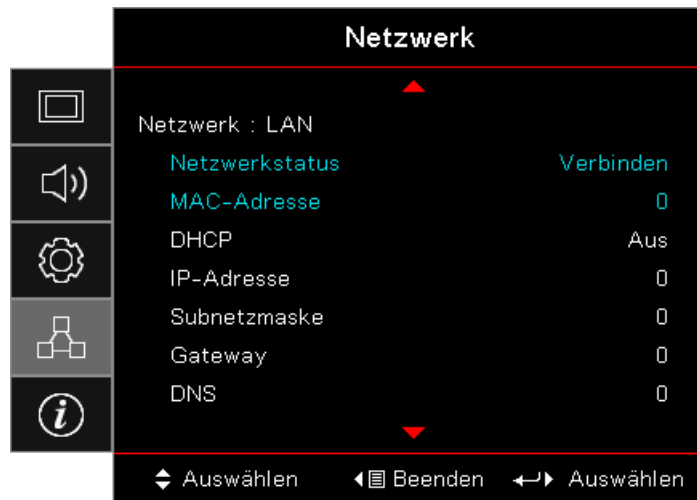 Netzwerk
Netzwerk : LAN
Netzwerkstatus Verbinden
MAC-Adresse 0
DHCP Aus
IP-Adresse 0
Subnetzmaske 0
Gateway 0
DNS 0
Auswählen Beenden Auswählen